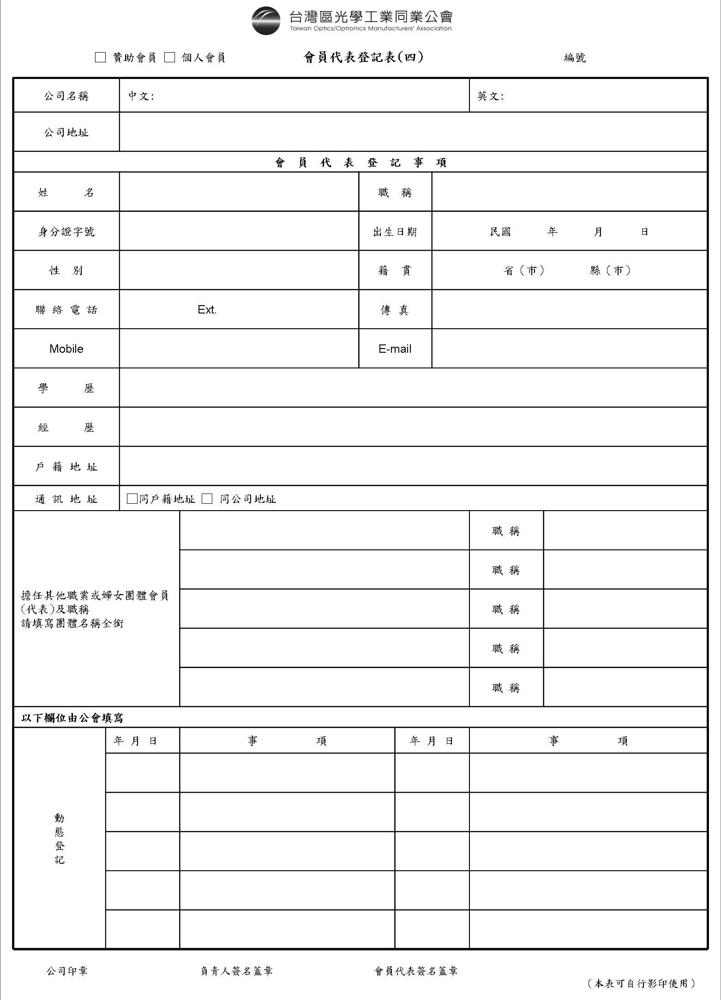 台灣區光學工業同業公會
Taiwan Optics/Optronics Manufacturers' Association
□ 贊助會員 □ 個人會員 會員代表登記表(四) 編號
公司名稱 中文: 英文:
公司地址
會員代表登記事項
姓 名 職 稱
身分證字號 出生日期 民國 年 月 日
性 別 籍 貫 省(市) 縣(市)
聯絡電話 Ext. 傳 真
Mobile E-mail
學 歷
經 歷
戶籍地址
通訊地址 □同戶籍地址 □ 同公司地址
職 稱
職 稱
擔任其他職業或婦女團體會員
(代表)及職稱
請填寫團體名稱全銜
職 稱
職 稱
職 稱
以下欄位由公會填寫
年 月 日 事 項 年 月 日 事 項
動
態
登
記
公司印章 負責人簽名蓋章 會員代表簽名蓋章
(本表可自行影印使用)